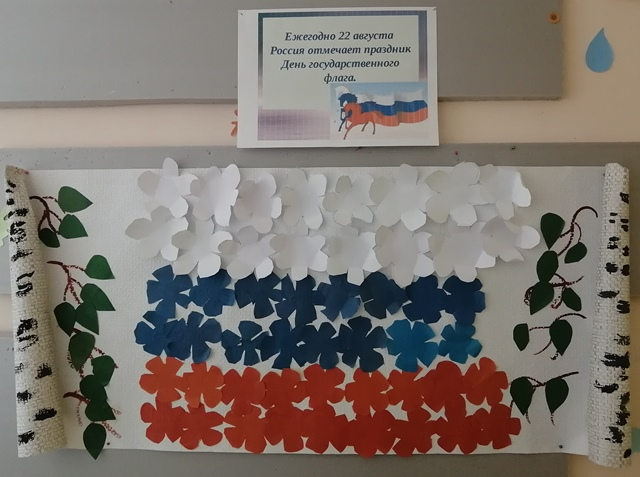 Ежегодно 22 августа
Россия отмечает праздник
День государственного
флага.